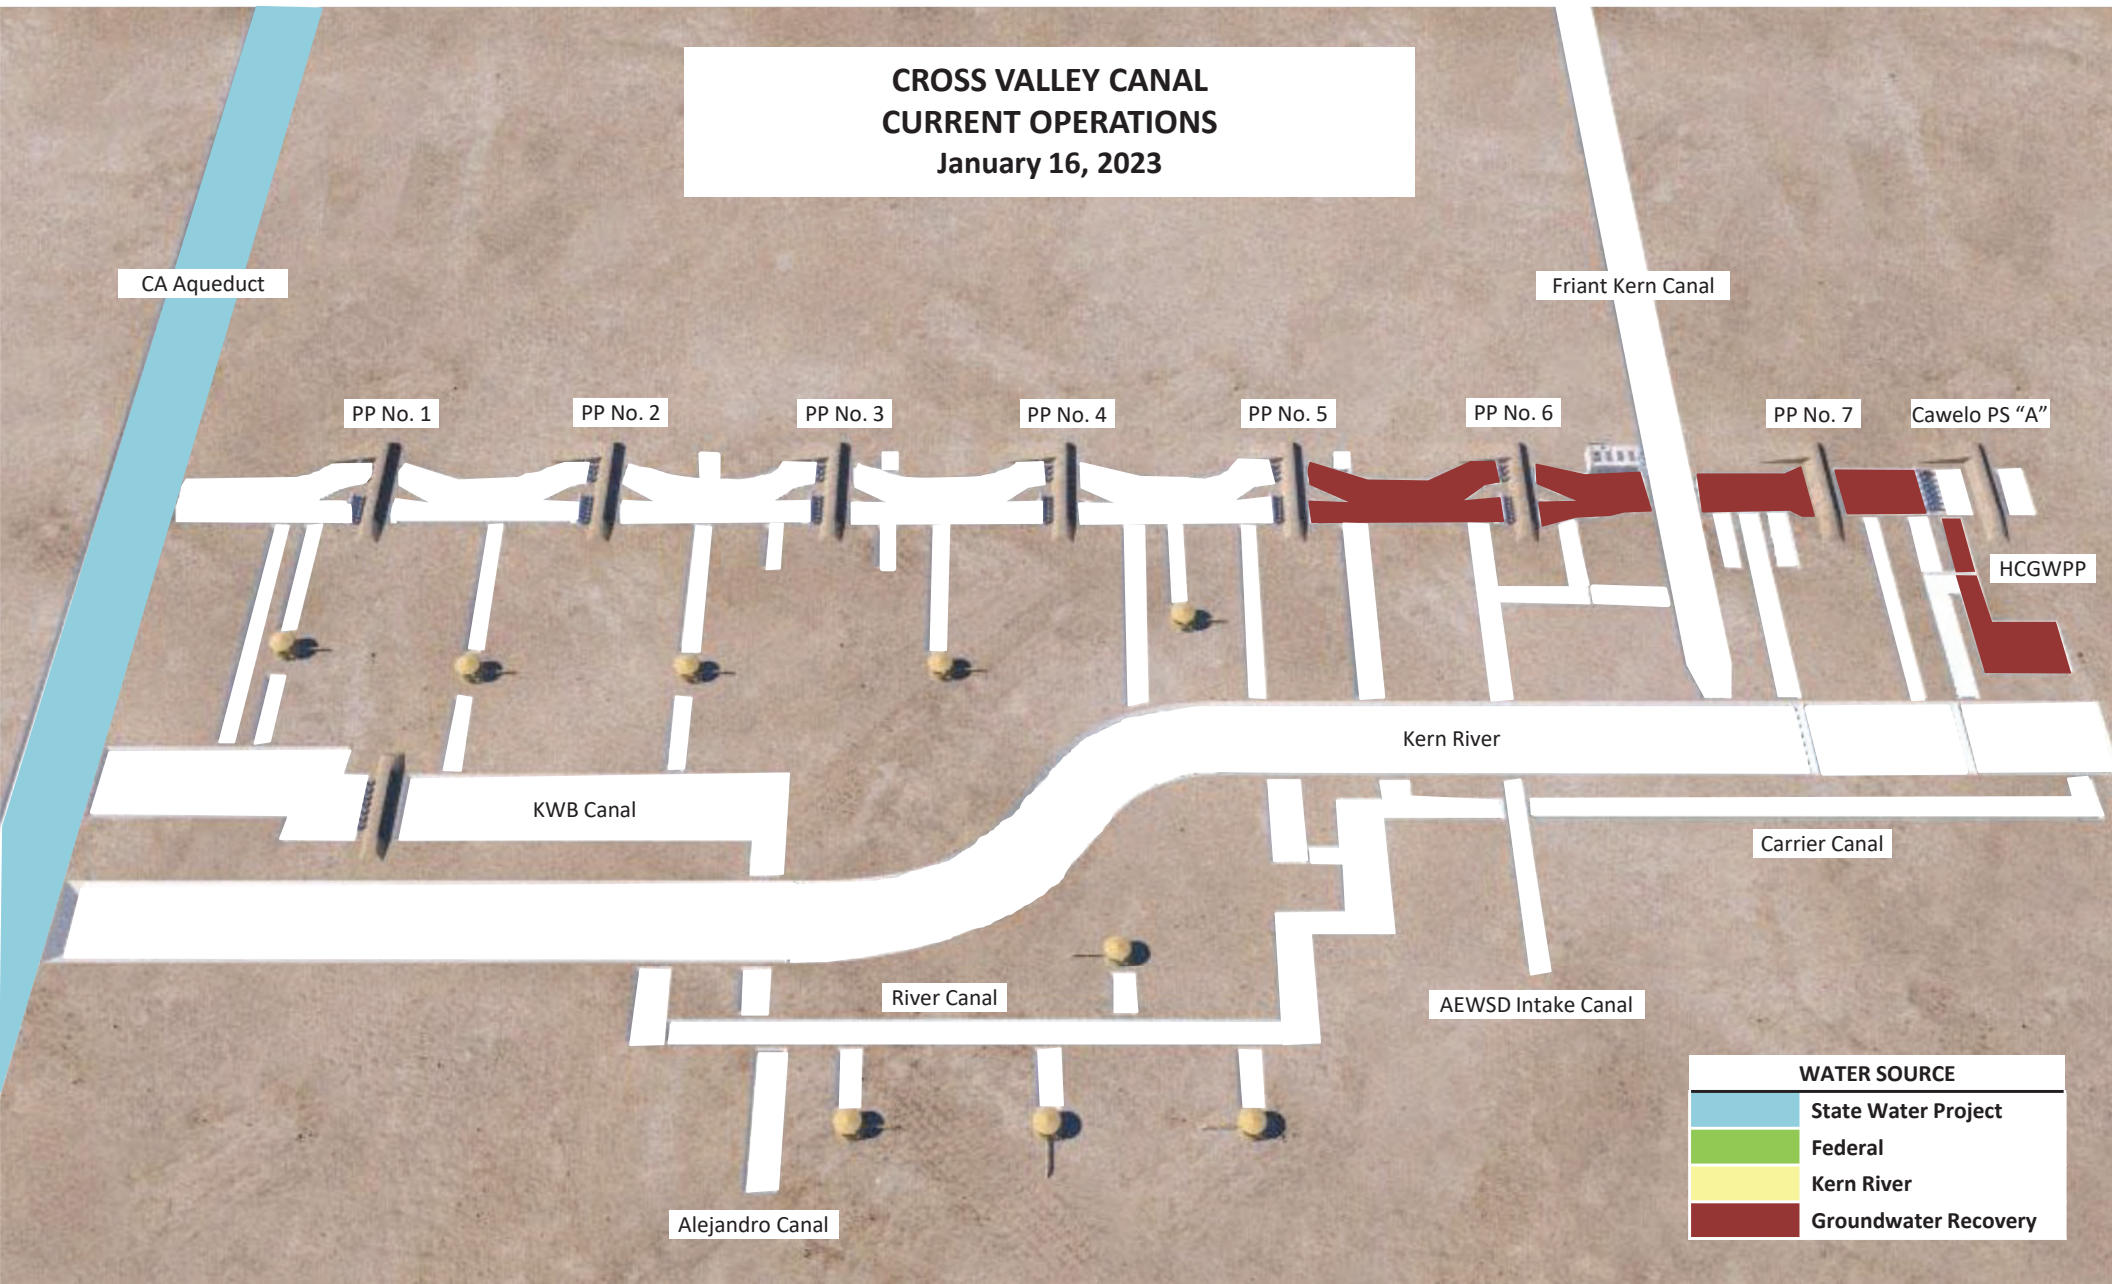 CROSS VALLEY CANAL
CURRENT OPERATIONS
January 16, 2023
CA Aqueduct
Friant Kern Canal
PP No. 1
PP No. 2
PP No. 3
PP No. 4
PP No. 5
PP No. 6
PP No. 7
Cawelo PS “A”
HCGWPP
Kern River
KWB Canal
Carrier Canal
River Canal
AEWSD Intake Canal
Alejandro Canal
WATER SOURCE
State Water Project
Federal
Kern River
Groundwater Recovery